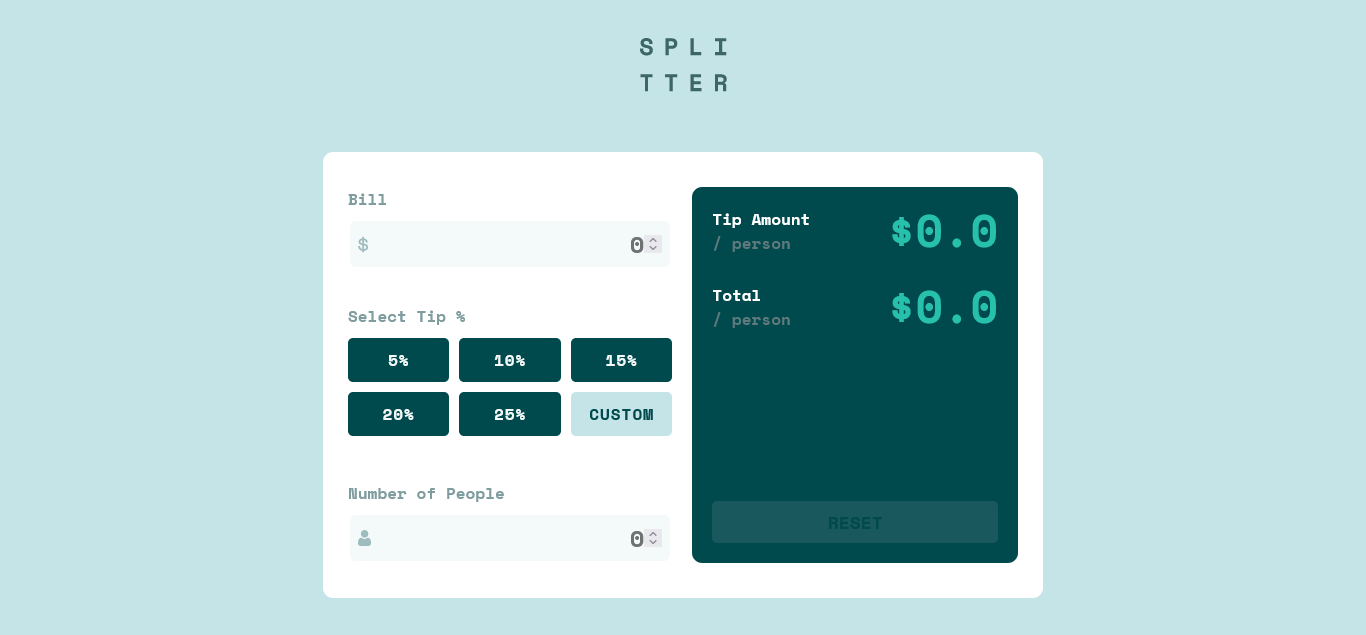 SPLI
TTER
Bill
$ 0
Select Tip %
5% 10% 15%
20% 25% CUSTOM
Number of People
0
Tip Amount
/ person
$0.0
Total
/ person
$0.0
RESET